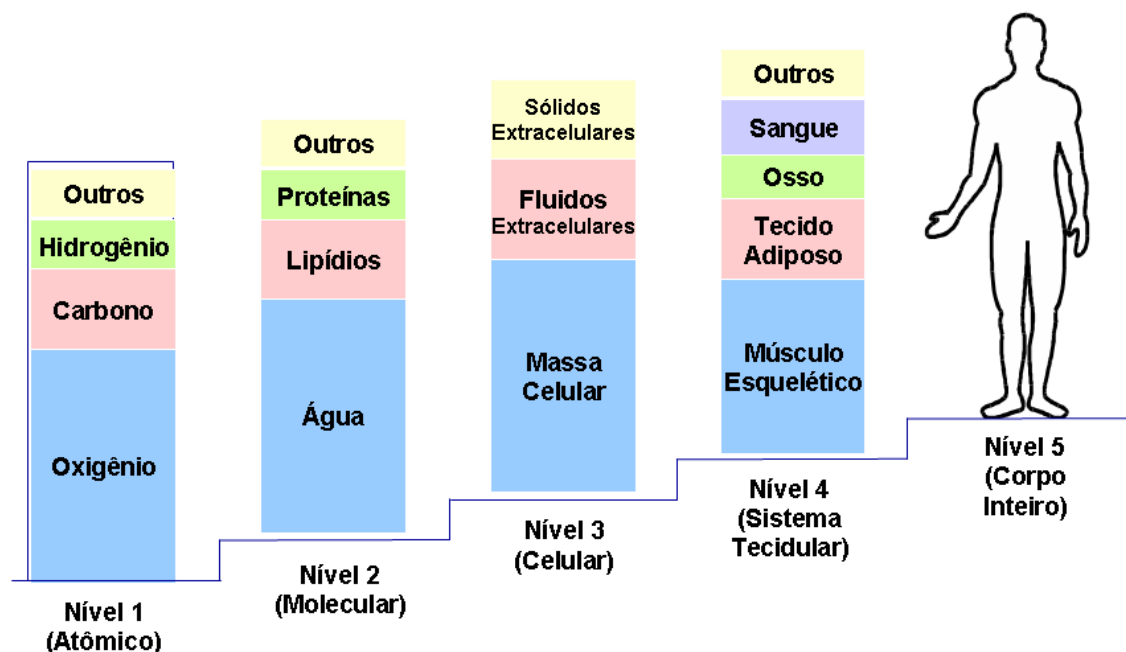 Outros
Hidrogênio
Carbono
Oxigênio
Nível 1
(Atômico)
Outros
Proteínas
Lipídios
Água
Nível 2
(Molecular)
Sólidos
Extracelulares
Fluidos
Extracelulares
Massa
Celular
Nível 3
(Celular)
Outros
Sangue
Osso
Tecido
Adiposo
Músculo
Esquelético
Nível 4
(Sistema
Tecidular)
Nível 5
(Corpo
Inteiro)